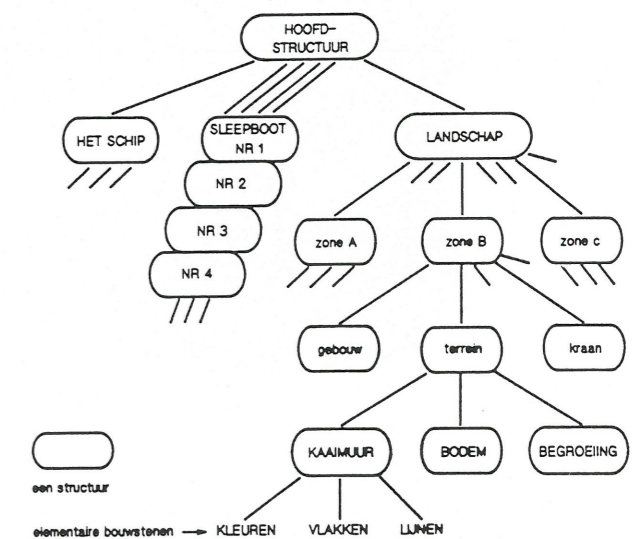 HOOFD-
STRUCTUUR
HET SCHIP
SLEEPBOOT
NR 1
LANDSCHAP
NR 2
NR 3
zone A
zone B
zone c
NR 4
gebouw
terrein
kraan
KAAIMUUR
BODEM
BEGROEIING
een structuur
elementaire bouwstenen → KLEUREN VLAKKEN LIJNEN